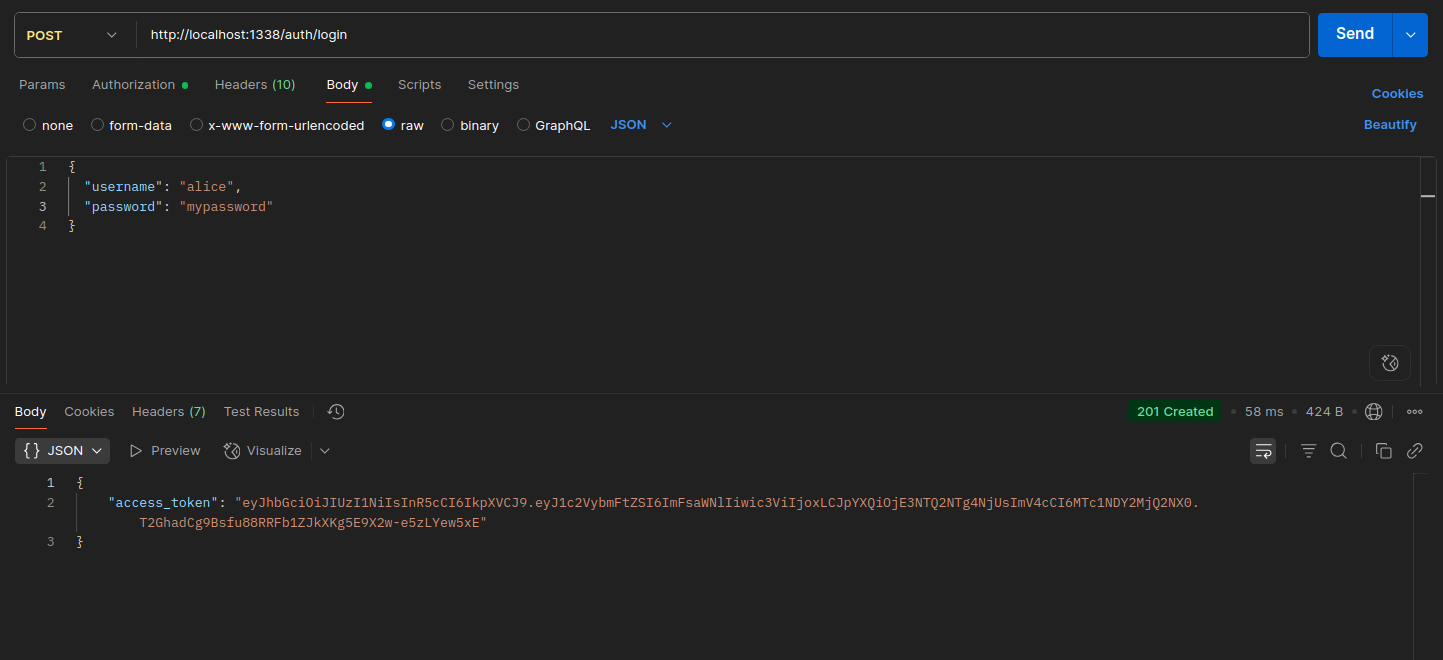 POST http://localhost:1338/auth/login Send
Params Authorization Headers (10) Body Scripts Settings Cookies
none form-data x-www-form-urlencoded raw binary GraphQL JSON Beautify
1 {
2 "username": "alice",
3 "password": "mypassword"
4 }
Body Cookies Headers (7) Test Results 201 Created 58 ms 424 B
{} JSON Preview Visualize
1 {
2 "access_token": "eyJhbGciOiJIUzI1NiIsInR5cCI6IkpXVCJ9.eyJ1c2VybmFtZSI6ImFsaWNlIiwic3ViIjoxLCJpYXQiOjE3NTQ2NTg4NjUsImV4cCI6MTc1NDY2MjQ2NX0.
T2GhadCg9Bsfu88RRFb1ZJkXKg5E9X2w-e5zLYew5xE"
3 }